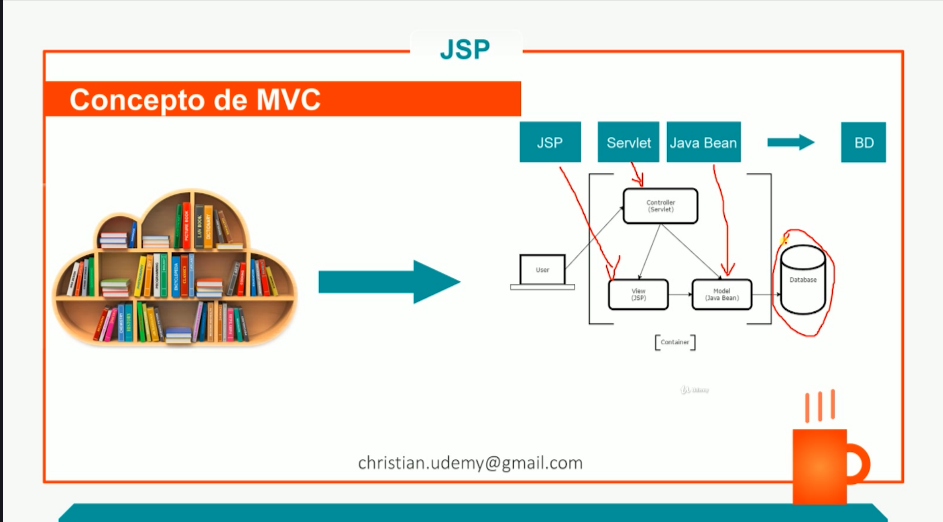 JSP
Concepto de MVC
JSP
Servlet
Java Bean
BD
Controller
(Servlet)
User
View
(JSP)
Model
(Java Bean)
Database
[Container]
Udemy
christian.udemy@gmail.com